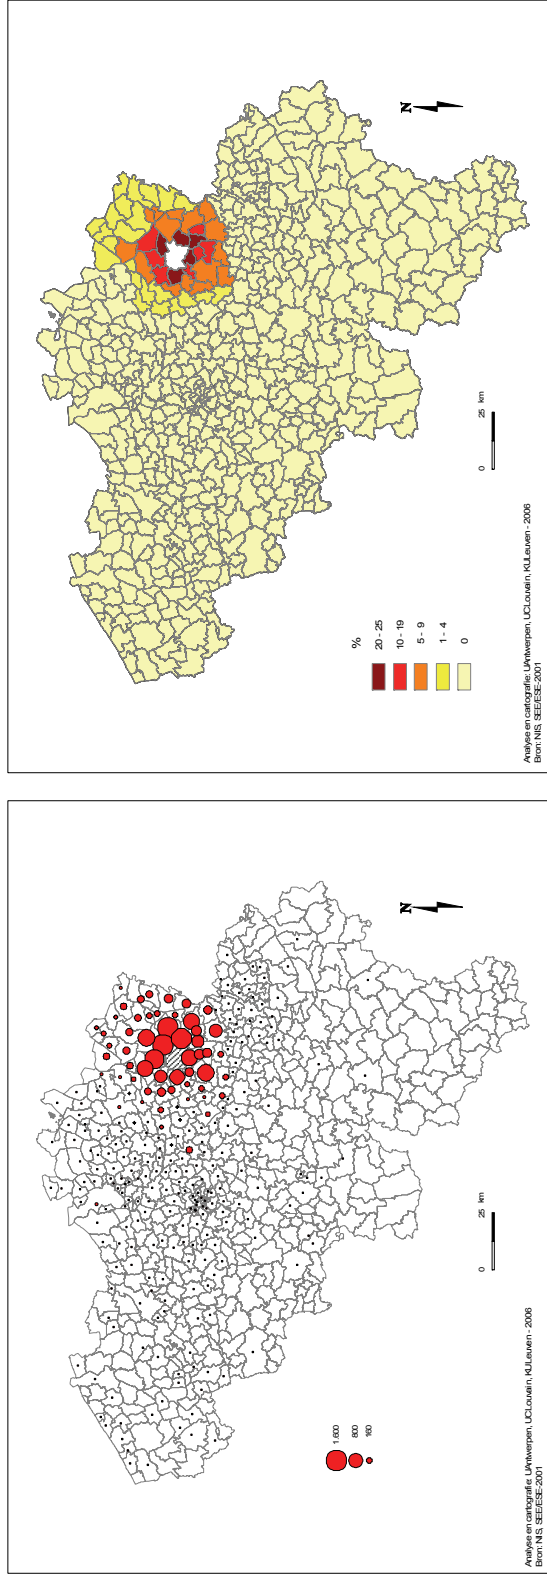 N
%
20 - 25
10 - 19
5 - 9
1 - 4
0
0
25
km
Analyse en cartografie: UAntwerpen, UCLouvain, KULeuven - 2006
Bron: NIS, SEE/ESE-2001
N
1.600
800
160
0
25
km
Analyse en cartografie: UAntwerpen, UCLouvain, KULeuven - 2006
Bron: NIS, SEE/ESE-2001